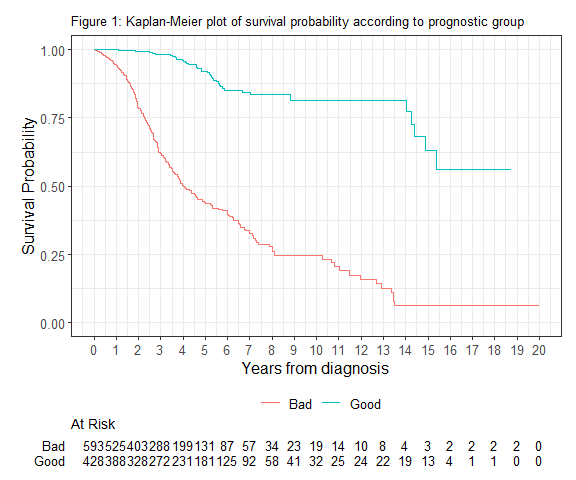 Figure 1: Kaplan-Meier plot of survival probability according to prognostic group
1.00
0.75
0.50
0.25
0.00
Survival Probability
0 1 2 3 4 5 6 7 8 9 10 11 12 13 14 15 16 17 18 19 20
Years from diagnosis
Bad Good
At Risk
Bad 593 525 403 288 199 131 87 57 34 23 19 14 10 8 4 3 2 2 2 2 0
Good 428 388 328 272 231 181 125 92 58 41 32 25 24 22 19 13 4 1 1 0 0